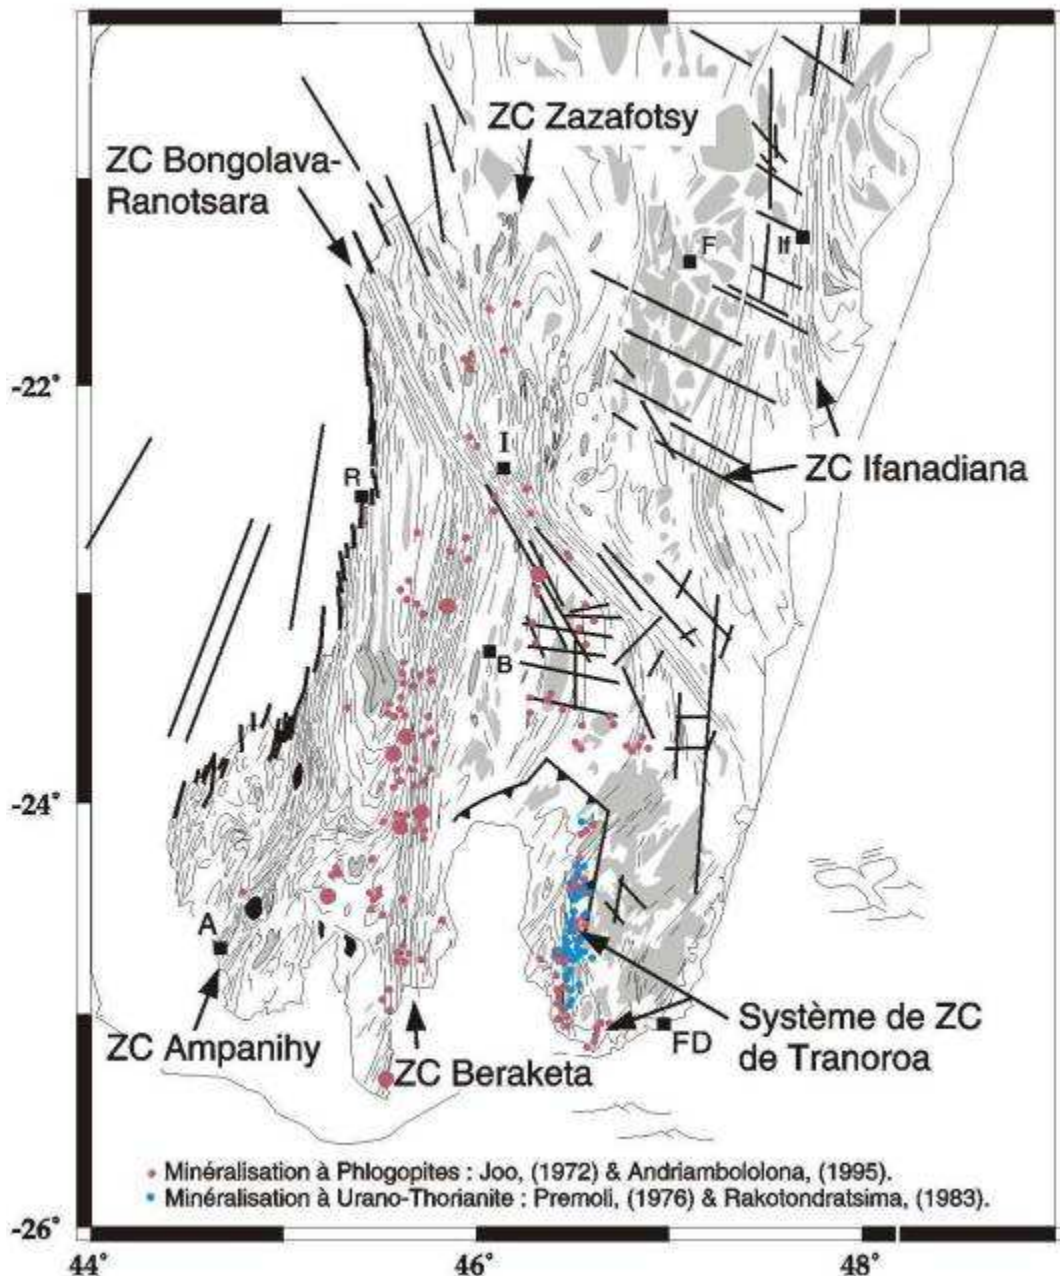 ZC Zazafotsy
ZC Bongolava-
Ranotsara
F
If
-22°
I
ZC Ifanadiana
R
B
-24°
A
ZC Ampanihy
ZC Beraketa
FD
Système de ZC
de Tranoroa
• Minéralisation à Phlogopites : Joo, (1972) & Andriambololona, (1995).
• Minéralisation à Urano-Thorianite : Premoli, (1976) & Rakotondratsima, (1983).
-26°
44° 46° 48°